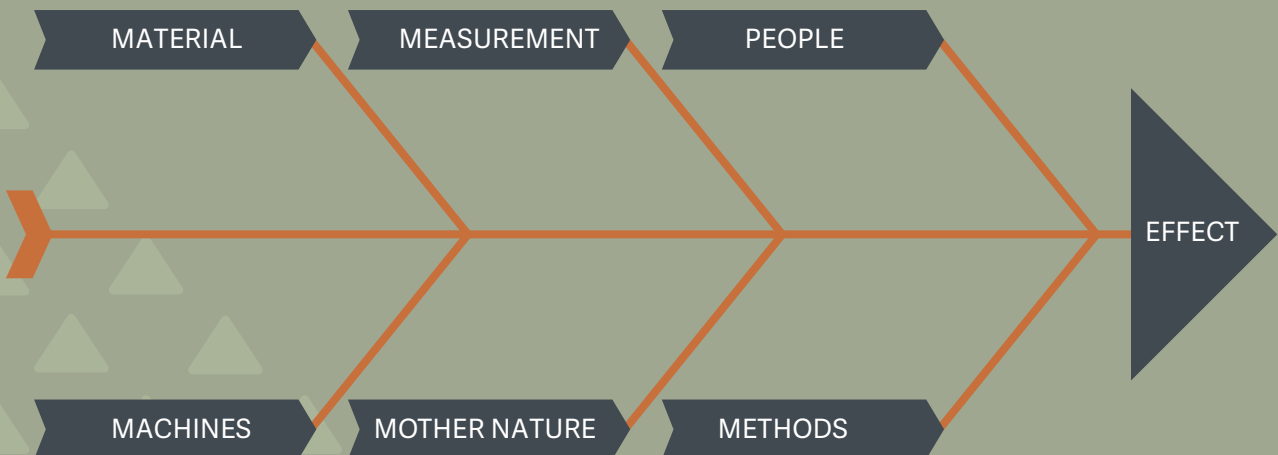 MATERIAL
MEASUREMENT
PEOPLE
EFFECT
MACHINES
MOTHER NATURE
METHODS